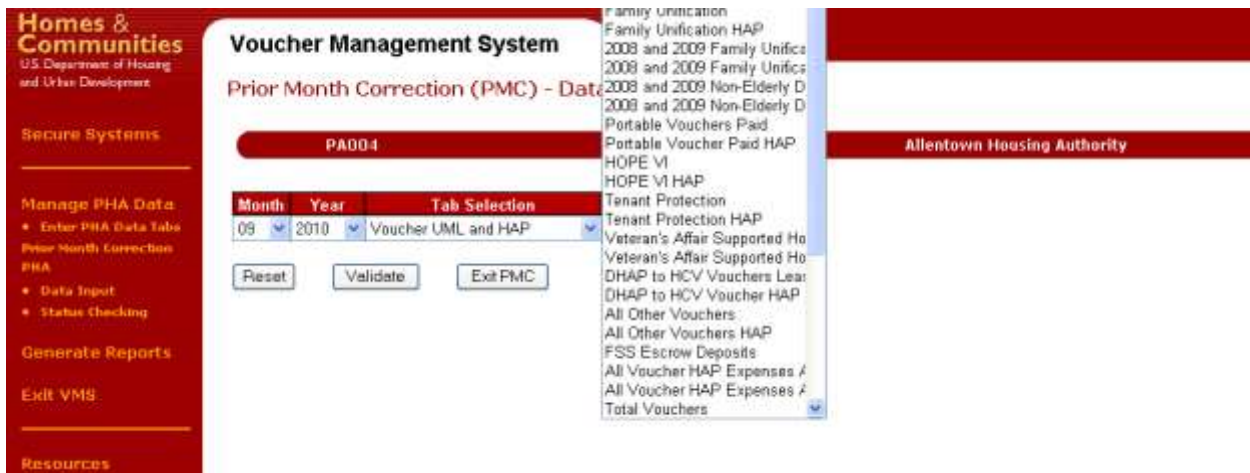 Homes &
Communities
U.S. Department of Housing
and Urban Development
Secure Systems
Manage PHA Data
• Enter PHA Data Tabs
Prior Month Correction
PHA
• Data Input
• Status Checking
Generate Reports
Exit VMS
Resources
Voucher Management System
Prior Month Correction (PMC) - Data
PA004
Allentown Housing Authority
Month Year Tab Selection
09 2010 Voucher UML and HAP
Reset Validate Exit PMC
Family Unification
Family Unification HAP
2008 and 2009 Family Unifica
2008 and 2009 Family Unifica
2008 and 2009 Non-Elderly D
2008 and 2009 Non-Elderly D
Portable Vouchers Paid
Portable Voucher Paid HAP
HOPE VI
HOPE VI HAP
Tenant Protection
Tenant Protection HAP
Veteran's Affair Supported Ho
Veteran's Affair Supported Ho
DHAP to HCV Vouchers Leas
DHAP to HCV Voucher HAP
All Other Vouchers
All Other Vouchers HAP
FSS Escrow Deposits
All Voucher HAP Expenses A
All Voucher HAP Expenses A
Total Vouchers